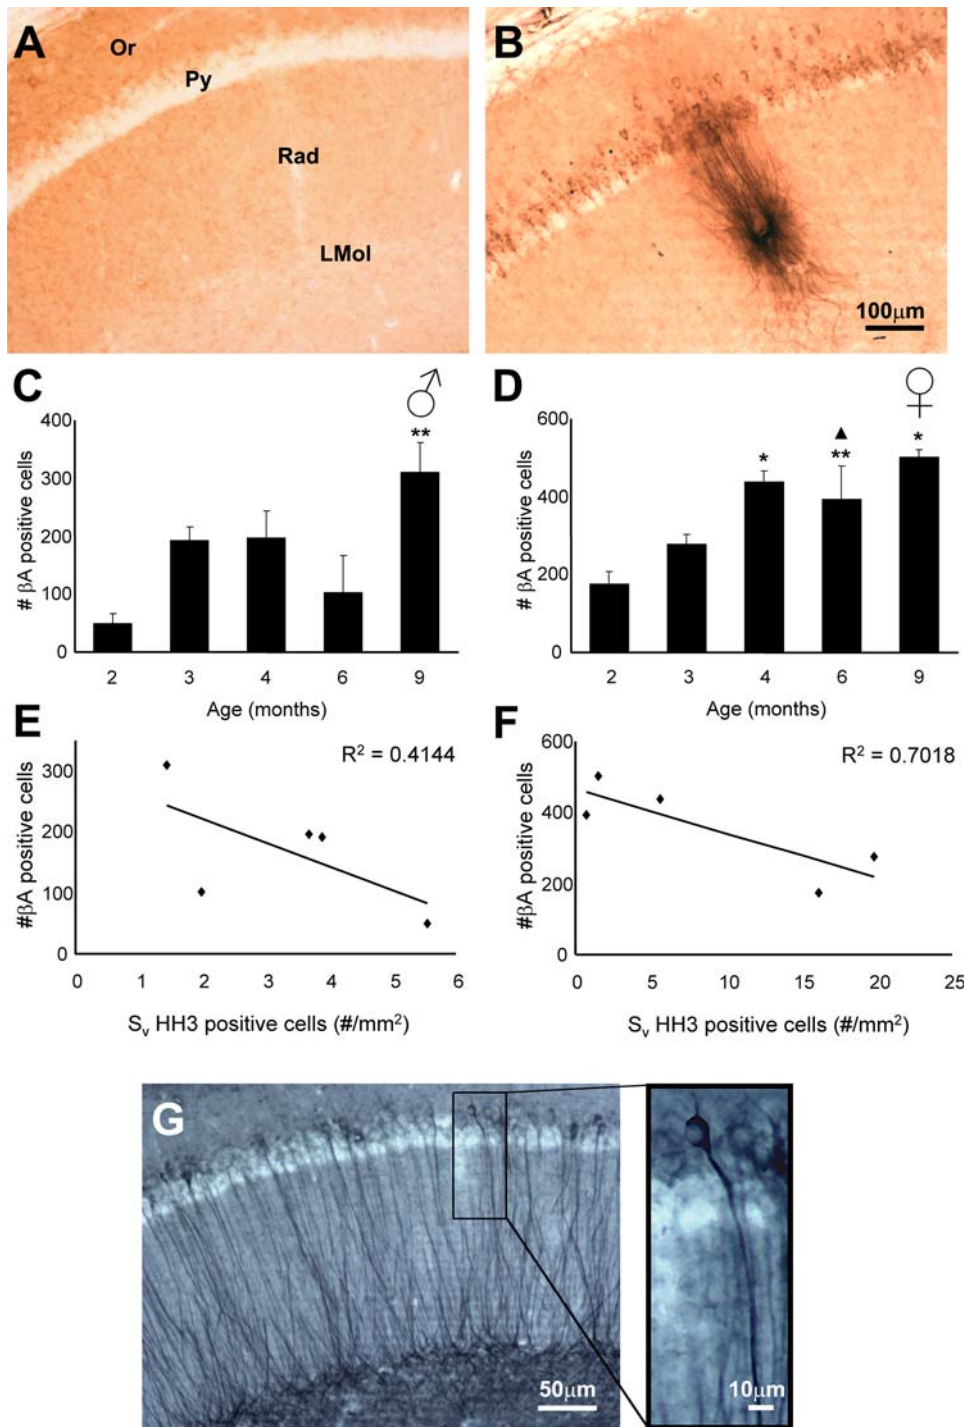 A
Or
Py
Rad
LMol
B
100μm
C
♂
# βA positive cells
400
300
200
100
0
**
2 3 4 6 9
Age (months)
D
♀
# βA positive cells
600
400
200
0
*
▲
**
*
2 3 4 6 9
Age (months)
E
R² = 0.4144
#βA positive cells
300
200
100
0
0 1 2 3 4 5 6
Sᵥ HH3 positive cells (#/mm²)
F
R² = 0.7018
#βA positive cells
600
400
200
0
0 5 10 15 20 25
Sᵥ HH3 positive cells (#/mm²)
G
50μm
10μm